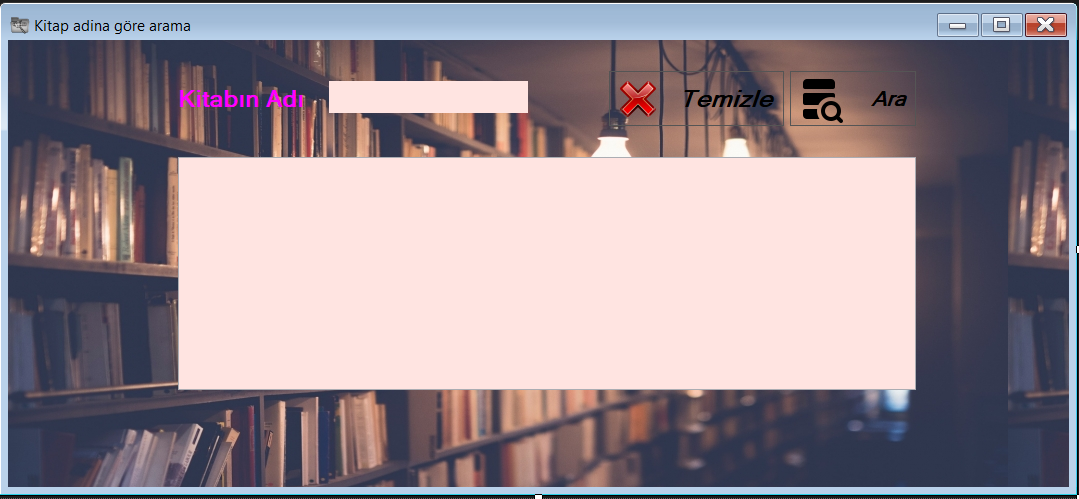 Kitap adina göre arama
Kitabın Adı
Temizle
Ara